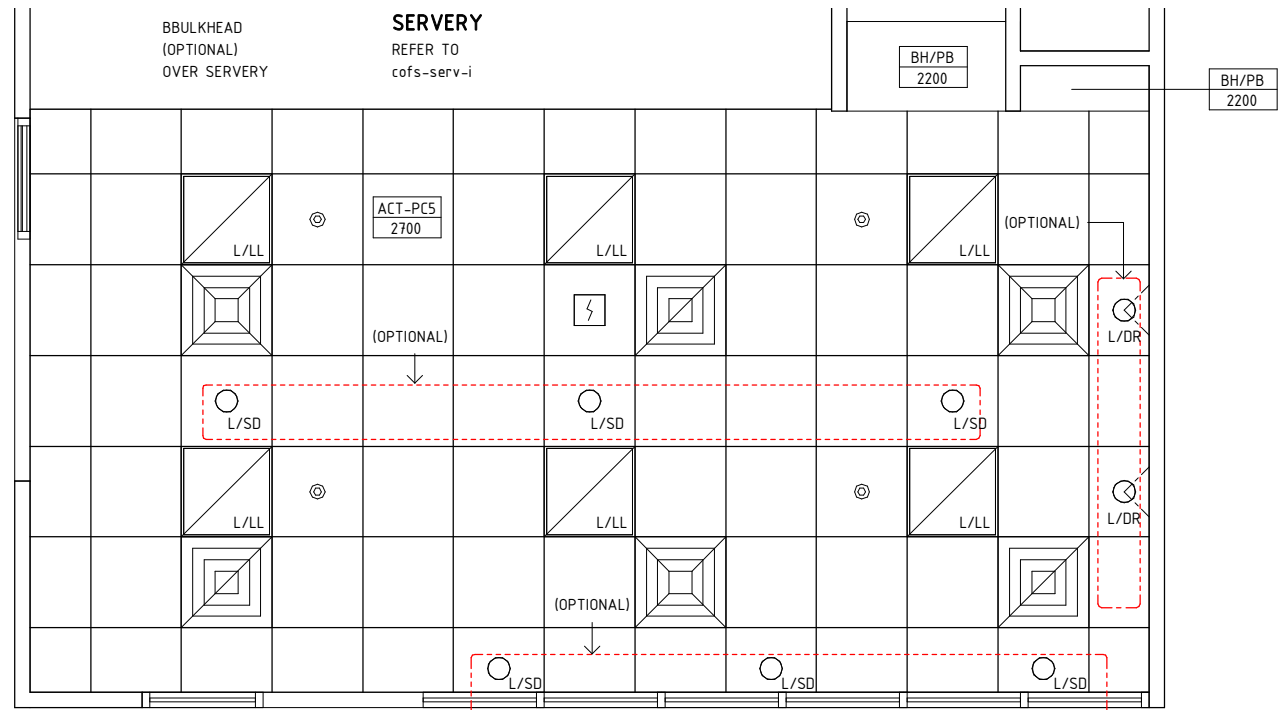 BBULKHEAD
(OPTIONAL)
OVER SERVERY
SERVERY
REFER TO
cofs-serv-i
BH/PB
2200
BH/PB
2200
ACT-PC5
2700
L/LL
L/LL
L/LL
(OPTIONAL)
(OPTIONAL)
L/DR
L/SD
L/SD
L/SD
L/LL
L/LL
L/LL
L/DR
(OPTIONAL)
L/SD
L/SD
L/SD